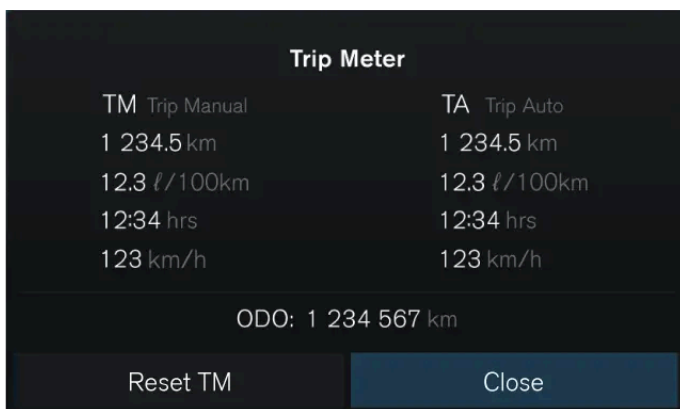 Trip Meter
TM Trip Manual TA Trip Auto
1 234.5 km 1 234.5 km
12.3 ℓ/100km 12.3 ℓ/100km
12:34 hrs 12:34 hrs
123 km/h 123 km/h
ODO: 1 234 567 km
Reset TM Close